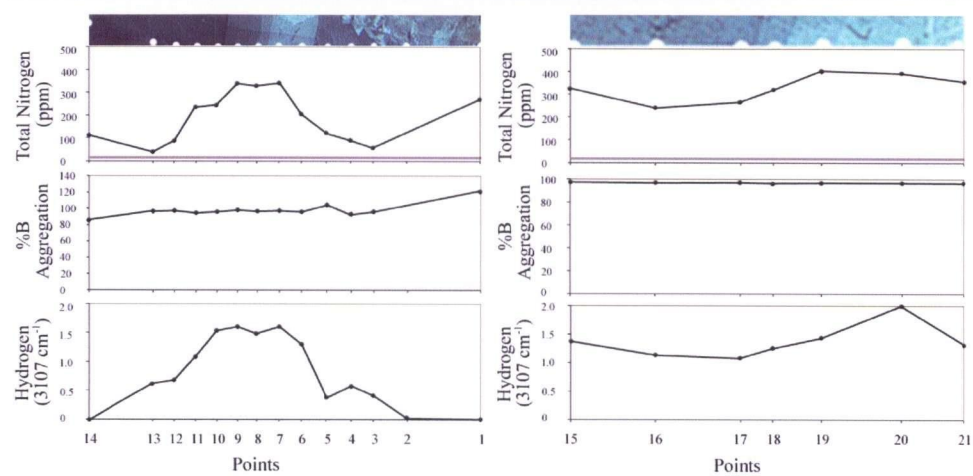 Total Nitrogen
(ppm)
500
400
300
200
100
0
%B
Aggregation
140
120
100
80
60
40
20
0
Hydrogen
(3107 cm-1)
2.0
1.5
1.0
0.5
0
14 13 12 11 10 9 8 7 6 5 4 3 2 1
Points
Total Nitrogen
(ppm)
500
400
300
200
100
0
%B
Aggregation
100
80
60
40
20
0
Hydrogen
(3107 cm-1)
2.0
1.5
1.0
0.5
0
15 16 17 18 19 20 21
Points